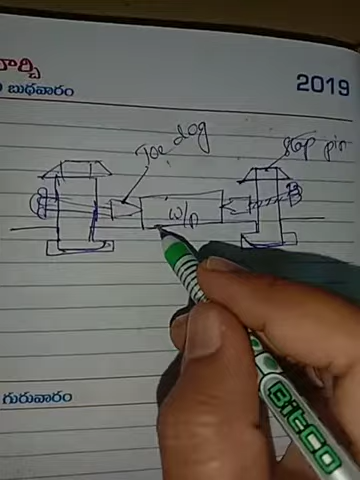 ార్చి
బుధవారం
2019
Toe dog
stop pin
w/p
గురువారం
BitCO